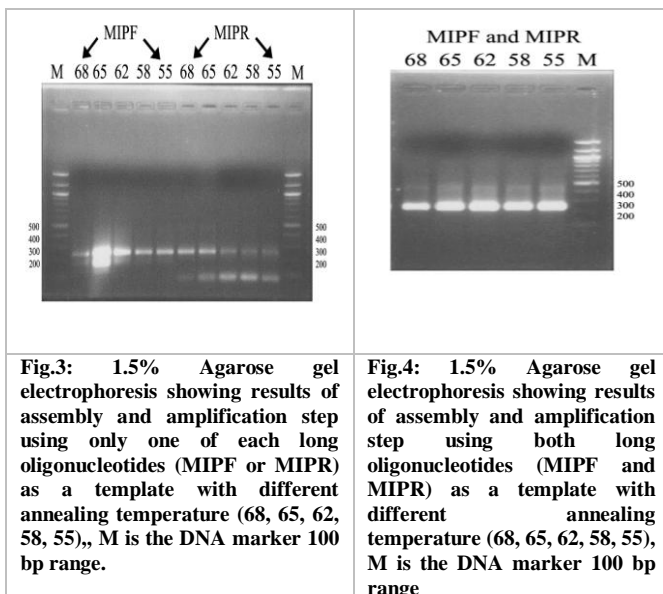 MIPF MIPR
M 68 65 62 58 55 68 65 62 58 55 M
500
400
300
200
500
400
300
200
MIPF and MIPR
68 65 62 58 55 M
500
400
300
200
Fig.3: 1.5% Agarose gel
electrophoresis showing results of
assembly and amplification step
using only one of each long
oligonucleotides (MIPF or MIPR)
as a template with different
annealing temperature (68, 65, 62,
58, 55),, M is the DNA marker 100
bp range.
Fig.4: 1.5% Agarose gel
electrophoresis showing results
of assembly and amplification
step using both long
oligonucleotides (MIPF and
MIPR) as a template with
different annealing
temperature (68, 65, 62, 58, 55),
M is the DNA marker 100 bp
range